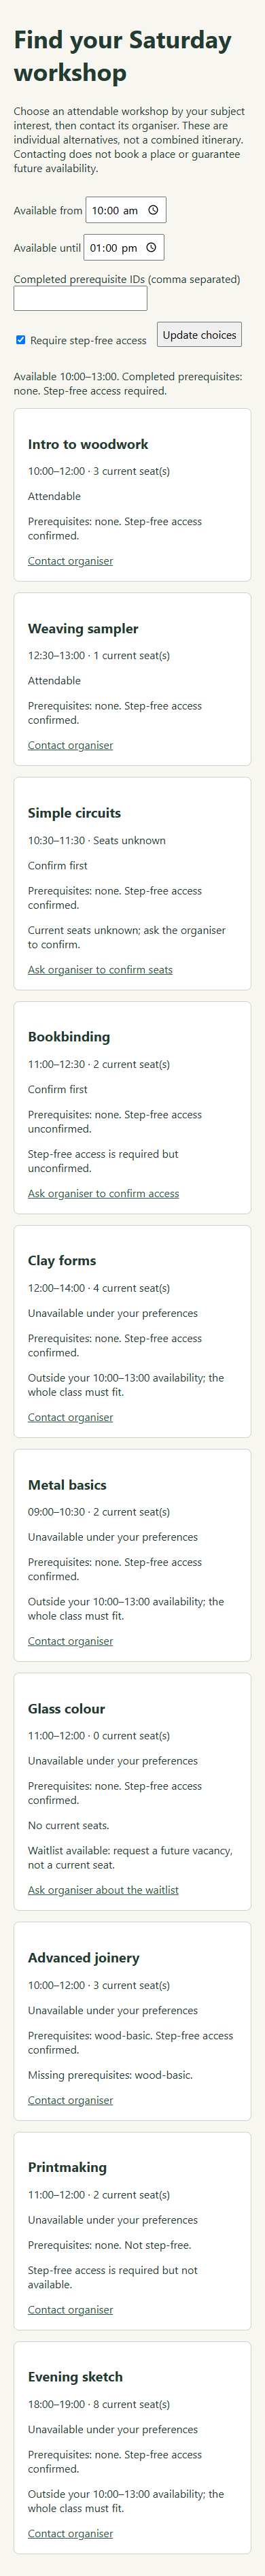 Find your Saturday
workshop
Choose an attendable workshop by your subject
interest, then contact its organiser. These are
individual alternatives, not a combined itinerary.
Contacting does not book a place or guarantee
future availability.
Available from 10:00 am
Available until 01:00 pm
Completed prerequisite IDs (comma separated)
Require step-free access Update choices
Available 10:00–13:00. Completed prerequisites:
none. Step-free access required.
Intro to woodwork
10:00–12:00 · 3 current seat(s)
Attendable
Prerequisites: none. Step-free access
confirmed.
Contact organiser
Weaving sampler
12:30–13:00 · 1 current seat(s)
Attendable
Prerequisites: none. Step-free access
confirmed.
Contact organiser
Simple circuits
10:30–11:30 · Seats unknown
Confirm first
Prerequisites: none. Step-free access
confirmed.
Current seats unknown; ask the organiser
to confirm.
Ask organiser to confirm seats
Bookbinding
11:00–12:30 · 2 current seat(s)
Confirm first
Prerequisites: none. Step-free access
unconfirmed.
Step-free access is required but
unconfirmed.
Ask organiser to confirm access
Clay forms
12:00–14:00 · 4 current seat(s)
Unavailable under your preferences
Prerequisites: none. Step-free access
confirmed.
Outside your 10:00–13:00 availability; the
whole class must fit.
Contact organiser
Metal basics
09:00–10:30 · 2 current seat(s)
Unavailable under your preferences
Prerequisites: none. Step-free access
confirmed.
Outside your 10:00–13:00 availability; the
whole class must fit.
Contact organiser
Glass colour
11:00–12:00 · 0 current seat(s)
Unavailable under your preferences
Prerequisites: none. Step-free access
confirmed.
No current seats.
Waitlist available: request a future vacancy,
not a current seat.
Ask organiser about the waitlist
Advanced joinery
10:00–12:00 · 3 current seat(s)
Unavailable under your preferences
Prerequisites: wood-basic. Step-free access
confirmed.
Missing prerequisites: wood-basic.
Contact organiser
Printmaking
11:00–12:00 · 2 current seat(s)
Unavailable under your preferences
Prerequisites: none. Not step-free.
Step-free access is required but not
available.
Contact organiser
Evening sketch
18:00–19:00 · 8 current seat(s)
Unavailable under your preferences
Prerequisites: none. Step-free access
confirmed.
Outside your 10:00–13:00 availability; the
whole class must fit.
Contact organiser